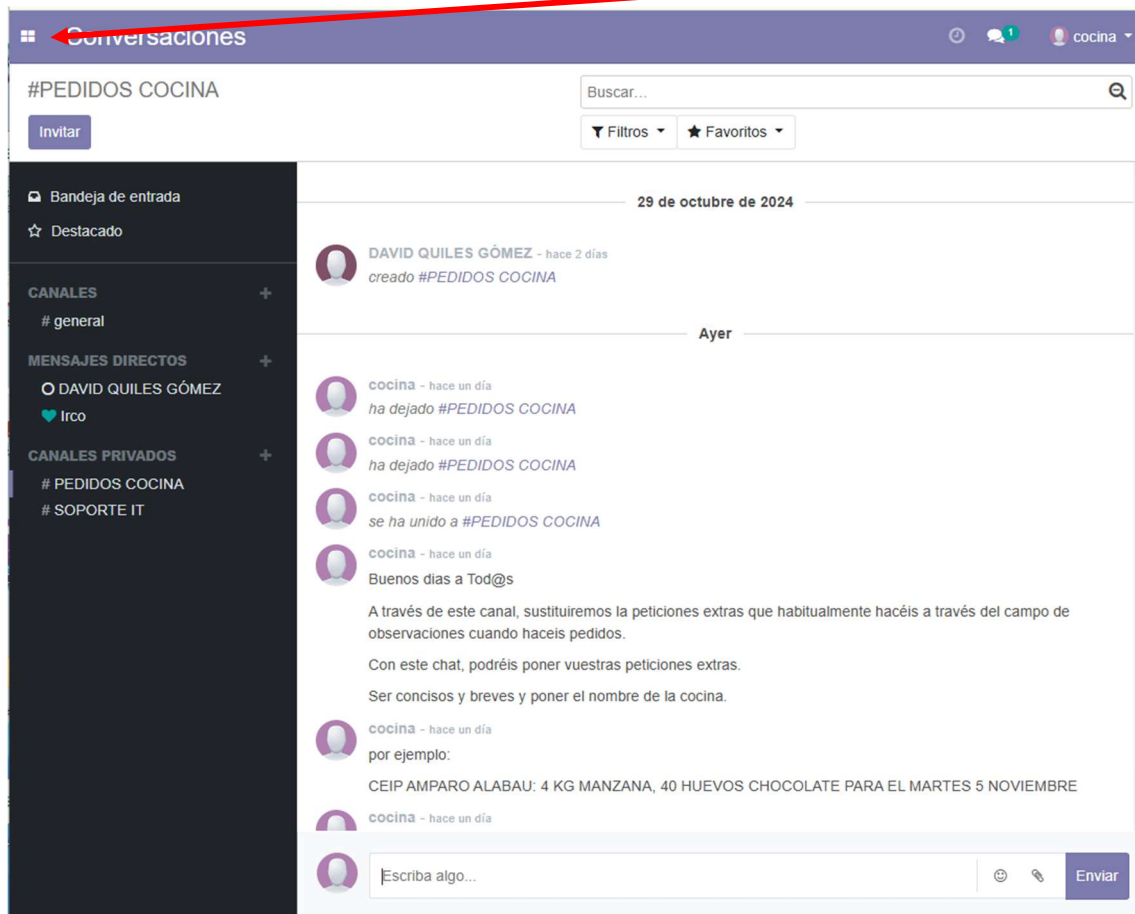 Conversaciones
1
cocina
#PEDIDOS COCINA
Buscar...
Invitar
Filtros
Favoritos
Bandeja de entrada
Destacado
CANALES
# general
MENSAJES DIRECTOS
DAVID QUILES GÓMEZ
Irco
CANALES PRIVADOS
# PEDIDOS COCINA
# SOPORTE IT
29 de octubre de 2024
DAVID QUILES GÓMEZ - hace 2 días
creado #PEDIDOS COCINA
Ayer
cocina - hace un día
ha dejado #PEDIDOS COCINA
cocina - hace un día
ha dejado #PEDIDOS COCINA
cocina - hace un día
se ha unido a #PEDIDOS COCINA
cocina - hace un día
Buenos dias a Tod@s
A través de este canal, sustituiremos la peticiones extras que habitualmente hacéis a través del campo de
observaciones cuando haceis pedidos.
Con este chat, podréis poner vuestras peticiones extras.
Ser concisos y breves y poner el nombre de la cocina.
cocina - hace un día
por ejemplo:
CEIP AMPARO ALABAU: 4 KG MANZANA, 40 HUEVOS CHOCOLATE PARA EL MARTES 5 NOVIEMBRE
cocina - hace un día
Escriba algo...
Enviar